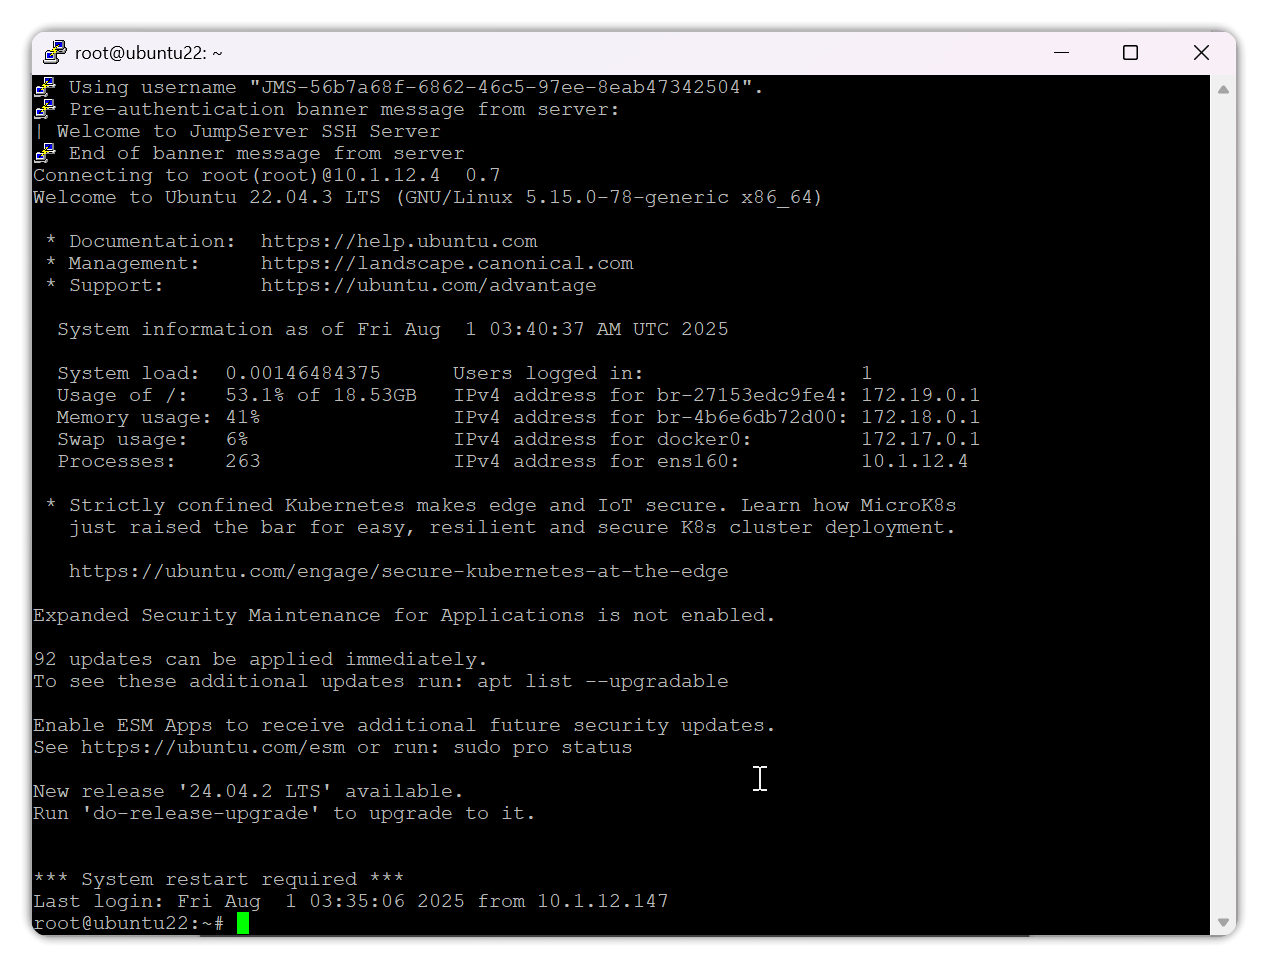 root@ubuntu22: ~
Using username "JMS-56b7a68f-6862-46c5-97ee-8eab47342504".
Pre-authentication banner message from server:
| Welcome to JumpServer SSH Server
End of banner message from server
Connecting to root(root)@10.1.12.4  0.7
Welcome to Ubuntu 22.04.3 LTS (GNU/Linux 5.15.0-78-generic x86_64)
 * Documentation:  https://help.ubuntu.com
 * Management:     https://landscape.canonical.com
 * Support:        https://ubuntu.com/advantage
  System information as of Fri Aug  1 03:40:37 AM UTC 2025
  System load:  0.00146484375      Users logged in:                  1
  Usage of /:   53.1% of 18.53GB   IPv4 address for br-27153edc9fe4: 172.19.0.1
  Memory usage: 41%                IPv4 address for br-4b6e6db72d00: 172.18.0.1
  Swap usage:   6%                 IPv4 address for docker0:         172.17.0.1
  Processes:    263                IPv4 address for ens160:          10.1.12.4
 * Strictly confined Kubernetes makes edge and IoT secure. Learn how MicroK8s
   just raised the bar for easy, resilient and secure K8s cluster deployment.
   https://ubuntu.com/engage/secure-kubernetes-at-the-edge
Expanded Security Maintenance for Applications is not enabled.
92 updates can be applied immediately.
To see these additional updates run: apt list --upgradable
Enable ESM Apps to receive additional future security updates.
See https://ubuntu.com/esm or run: sudo pro status
New release '24.04.2 LTS' available.
Run 'do-release-upgrade' to upgrade to it.
*** System restart required ***
Last login: Fri Aug  1 03:35:06 2025 from 10.1.12.147
root@ubuntu22:~#